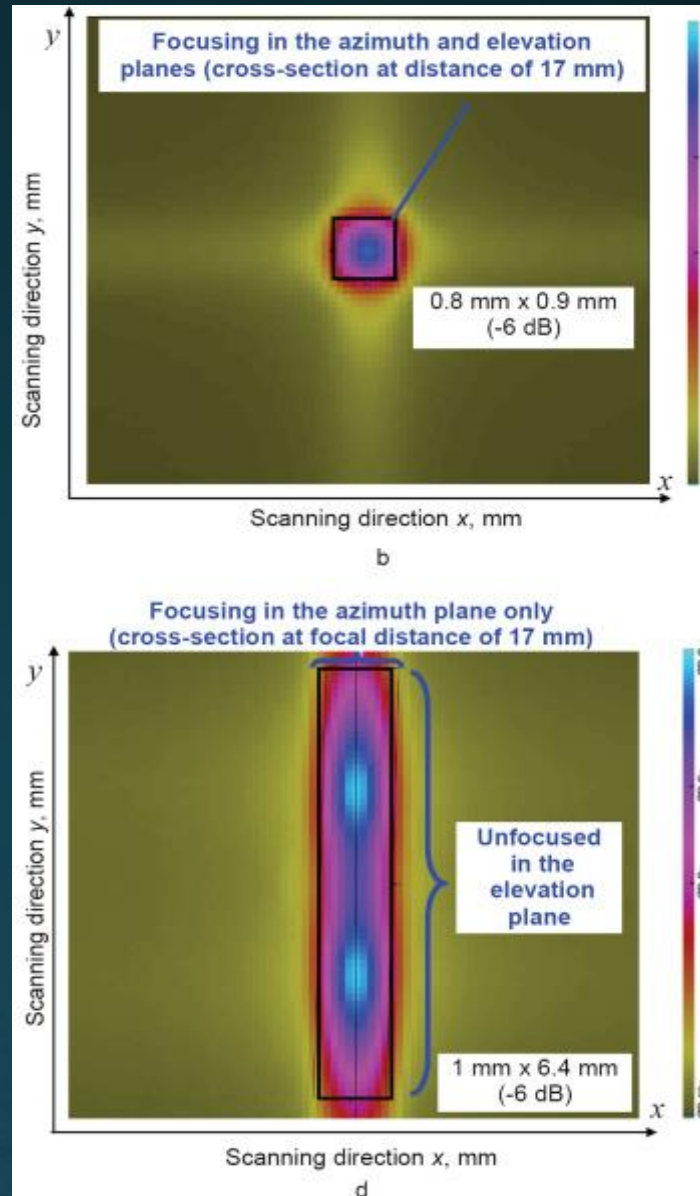 y
Focusing in the azimuth and elevation
planes (cross-section at distance of 17 mm)
Scanning direction y, mm
0.8 mm x 0.9 mm
(-6 dB)
x
Scanning direction x, mm
b
Focusing in the azimuth plane only
(cross-section at focal distance of 17 mm)
y
Scanning direction y, mm
Unfocused
in the
elevation
plane
1 mm x 6.4 mm
(-6 dB)
x
Scanning direction x, mm
d